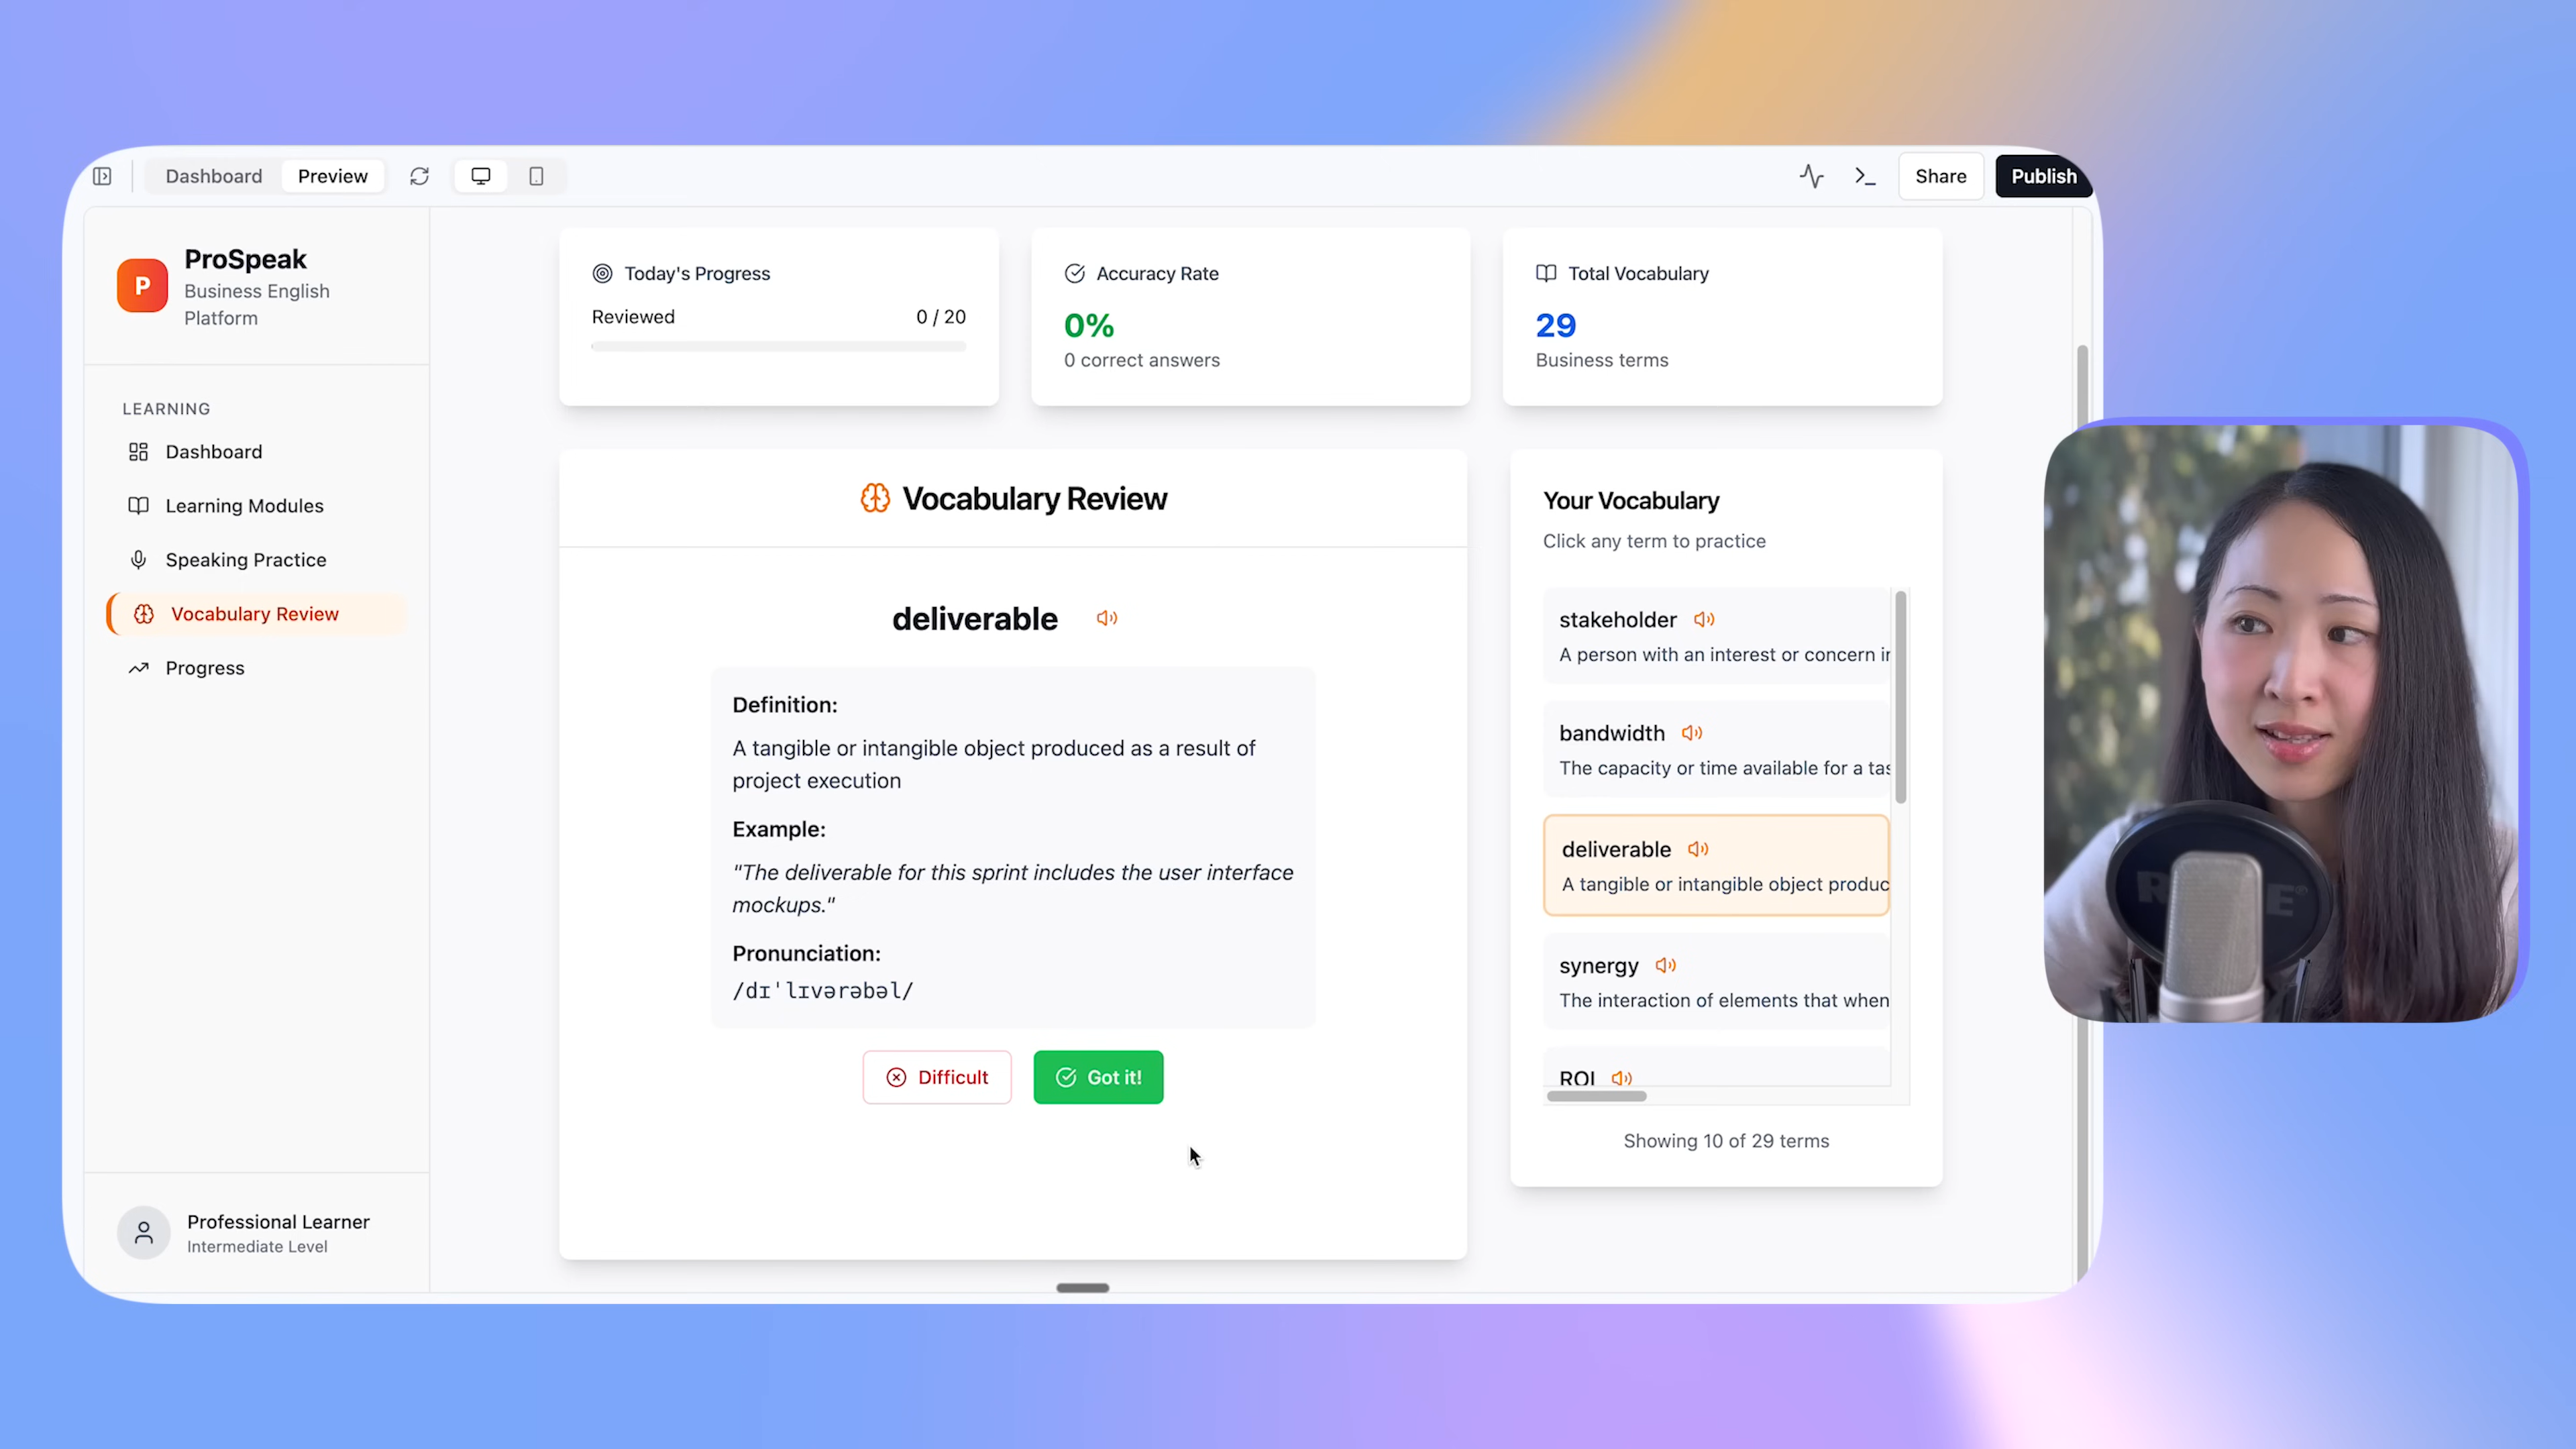 Dashboard
Preview
Share
Publish
P
ProSpeak
Business English
Platform
LEARNING
Dashboard
Learning Modules
Speaking Practice
Vocabulary Review
Progress
Professional Learner
Intermediate Level
Today's Progress
Reviewed
0 / 20
Accuracy Rate
0%
0 correct answers
Total Vocabulary
29
Business terms
Vocabulary Review
deliverable
Definition:
A tangible or intangible object produced as a result of
project execution
Example:
"The deliverable for this sprint includes the user interface
mockups."
Pronunciation:
/dɪˈlɪvərəbəl/
Difficult
Got it!
Your Vocabulary
Click any term to practice
stakeholder
A person with an interest or concern in
bandwidth
The capacity or time available for a tas
deliverable
A tangible or intangible object produc
synergy
The interaction of elements that when
ROI
Showing 10 of 29 terms